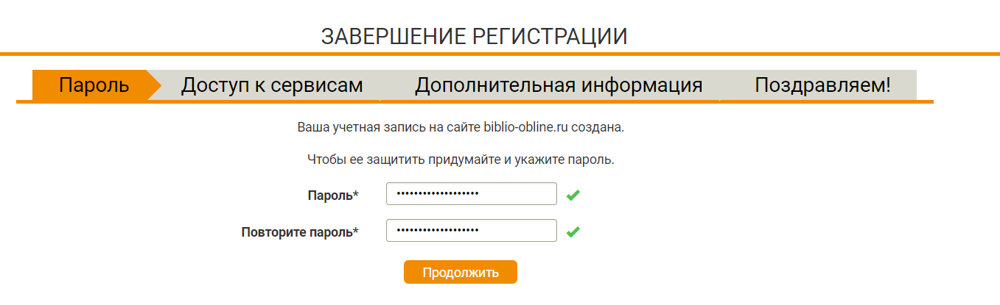 ЗАВЕРШЕНИЕ РЕГИСТРАЦИИ
Пароль Доступ к сервисам Дополнительная информация Поздравляем!
Ваша учетная запись на сайте biblio-obline.ru создана.
Чтобы ее защитить придумайте и укажите пароль.
Пароль* •••••••••••••••••••
Повторите пароль* •••••••••••••••••••
Продолжить